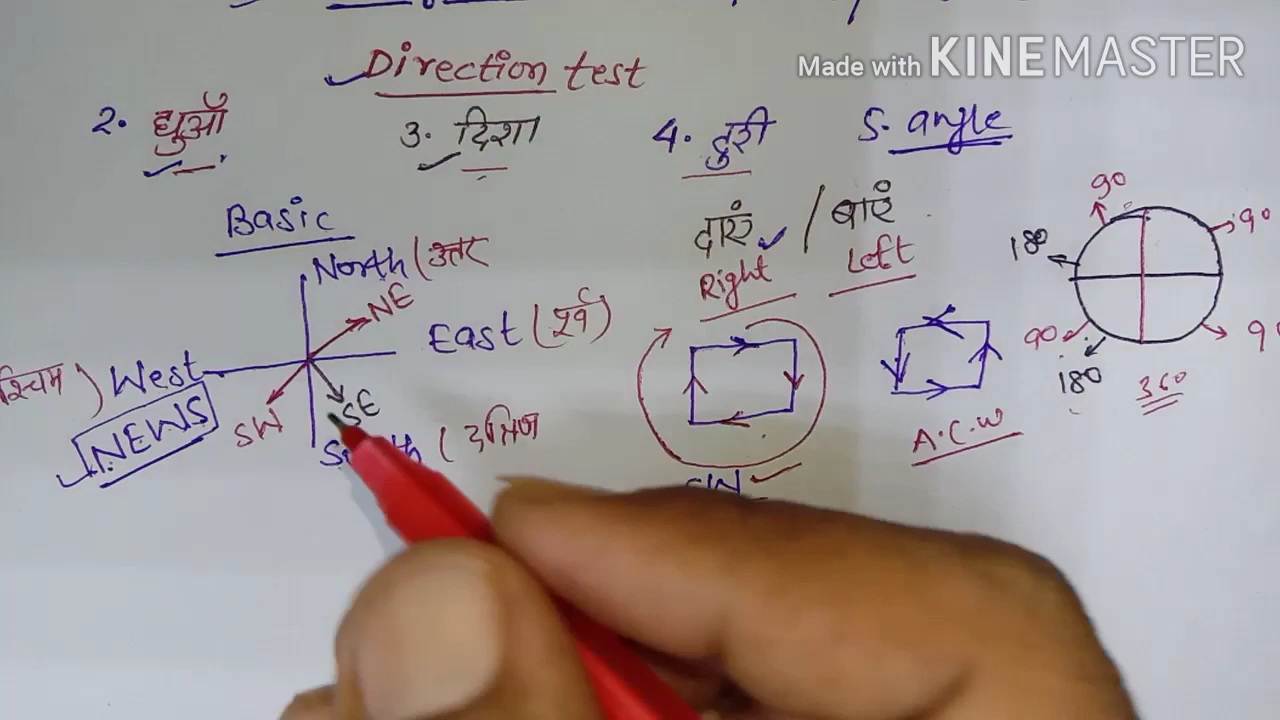 Made with KINEMASTER
Direction test
2. धुआँ 3. दिशा 4. दुरी 5. angle
Basic
दाएं / बाएं
Right Left
North (उत्तर
NE
East (पूर्व)
West
NEWS
SW
SE
A.C.W
90
90
180
90
180
360